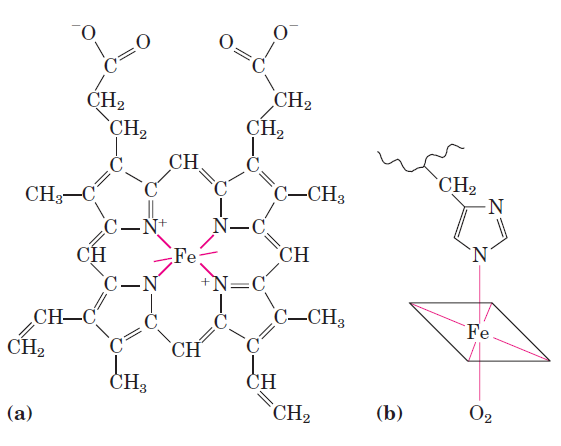 ⁻O O O O⁻
C C
CH₂ CH₂
CH₂ CH₂
C CH C
CH₃ C C C C CH₃
C N⁺ N C
CH Fe CH
C N ⁺N C
CH C C C C CH₃
CH₂ C CH C
CH₃ CH
CH₂
(a)
CH₂
N
N
Fe
O₂
(b)